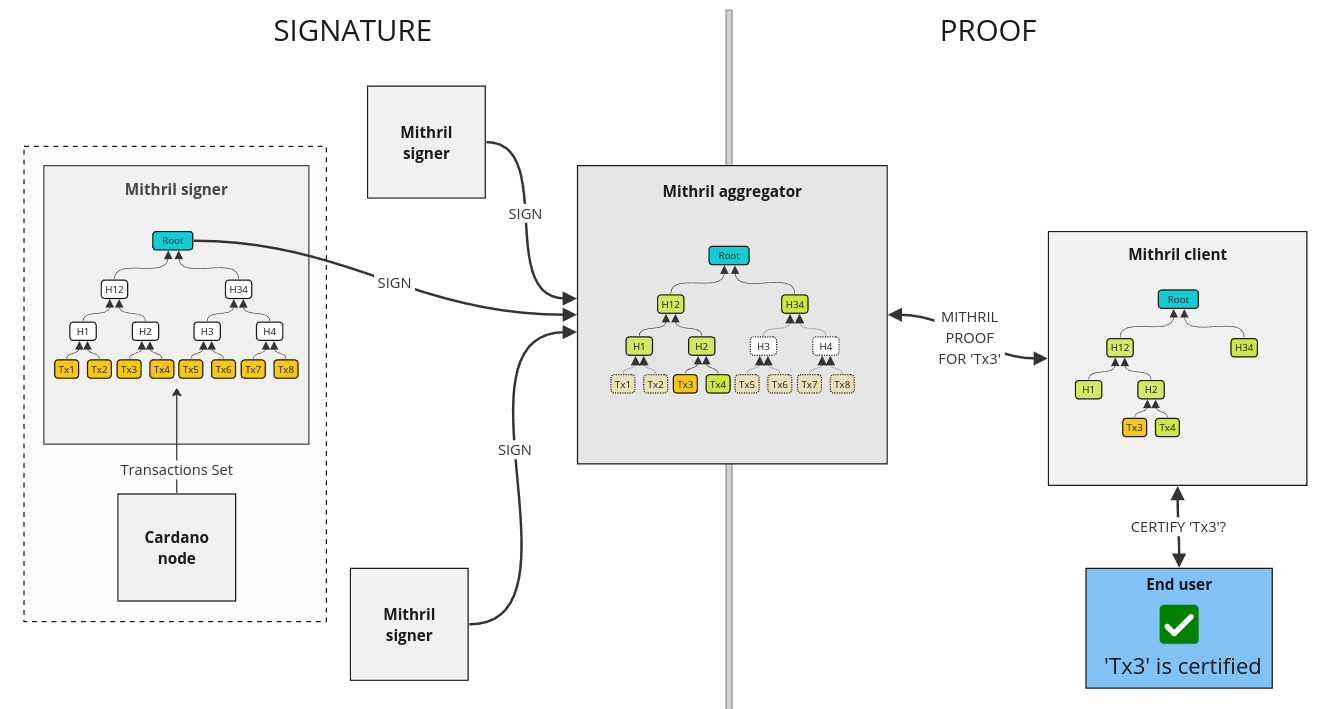 SIGNATURE
PROOF
Mithril
signer
SIGN
Mithril signer
Root
H12
H34
H1
H2
H3
H4
Tx1
Tx2
Tx3
Tx4
Tx5
Tx6
Tx7
Tx8
SIGN
Transactions Set
Cardano
node
SIGN
Mithril
signer
Mithril aggregator
Root
H12
H34
H1
H2
H3
H4
Tx1
Tx2
Tx3
Tx4
Tx5
Tx6
Tx7
Tx8
MITHRIL
PROOF
FOR 'Tx3'
Mithril client
Root
H12
H34
H1
H2
Tx3
Tx4
CERTIFY 'Tx3'?
End user
'Tx3' is certified